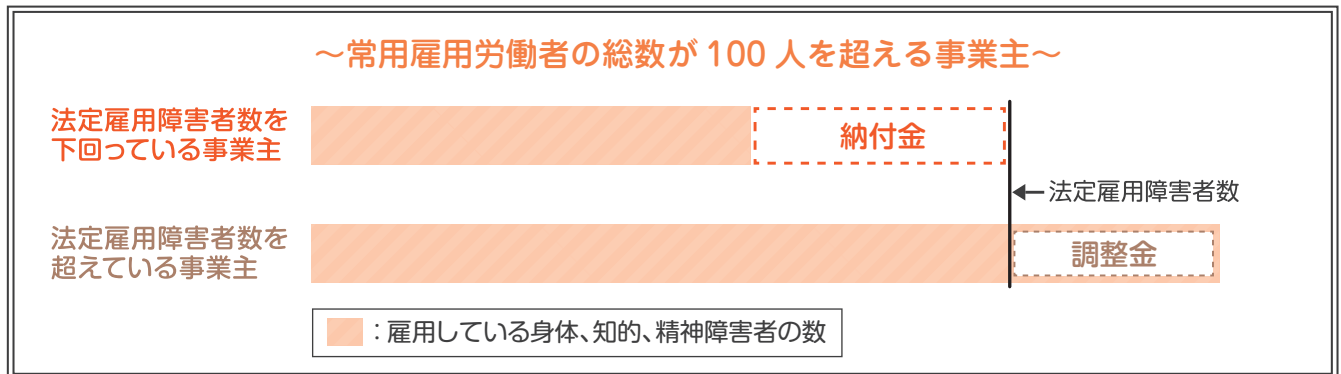 ～常用雇用労働者の総数が 100 人を超える事業主～
法定雇用障害者数を
下回っている事業主
納付金
←法定雇用障害者数
法定雇用障害者数を
超えている事業主
調整金
：雇用している身体、知的、精神障害者の数